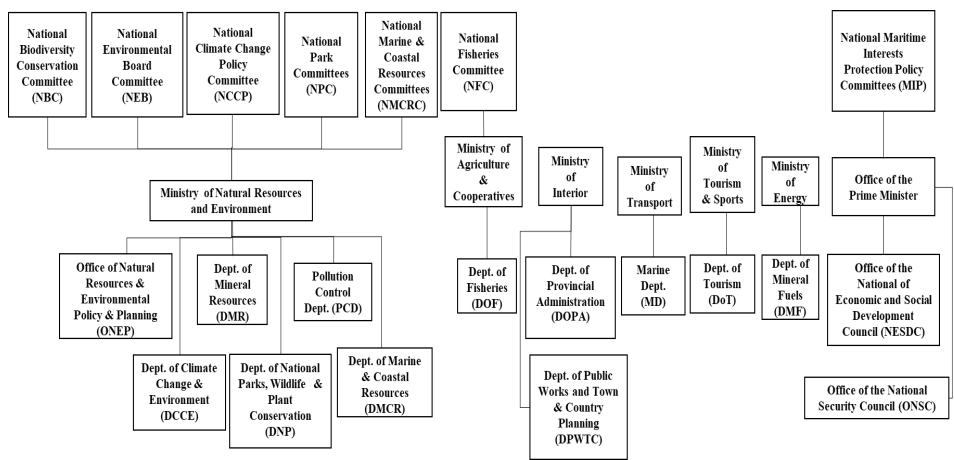 National
Biodiversity
Conservation
Committee
(NBC)
National
Environmental
Board
Committee
(NEB)
National
Climate Change
Policy
Committee
(NCCP)
National
Park
Committees
(NPC)
National
Marine &
Coastal
Resources
Committees
(NMCRC)
National
Fisheries
Committee
(NFC)
National Maritime
Interests
Protection Policy
Committees (MIP)
Ministry of Natural Resources
and Environment
Ministry of
Agriculture
&
Cooperatives
Ministry
of
Interior
Ministry
of
Transport
Ministry
of
Tourism
& Sports
Ministry
of
Energy
Office of the
Prime Minister
Office of Natural
Resources &
Environmental
Policy & Planning
(ONEP)
Dept. of
Mineral
Resources
(DMR)
Pollution
Control
Dept. (PCD)
Dept. of
Fisheries
(DOF)
Dept. of
Provincial
Administration
(DOPA)
Marine
Dept.
(MD)
Dept. of
Tourism
(DoT)
Dept. of
Mineral
Fuels
(DMF)
Office of the
National of
Economic and Social
Development
Council (NESDC)
Dept. of Climate
Change &
Environment
(DCCE)
Dept. of National
Parks, Wildlife &
Plant
Conservation
(DNP)
Dept. of Marine
& Coastal
Resources
(DMCR)
Dept. of Public
Works and Town
& Country
Planning
(DPWTC)
Office of the National
Security Council (ONSC)